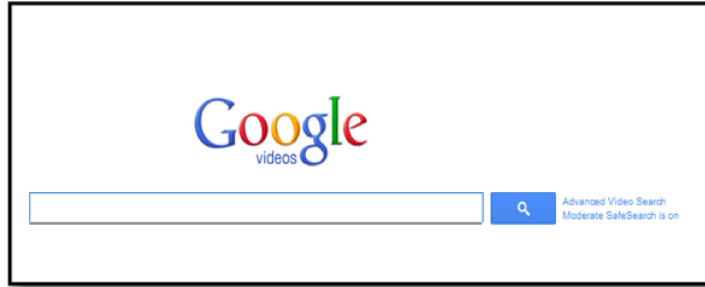 Google
videos
Advanced Video Search
Moderate SafeSearch is on